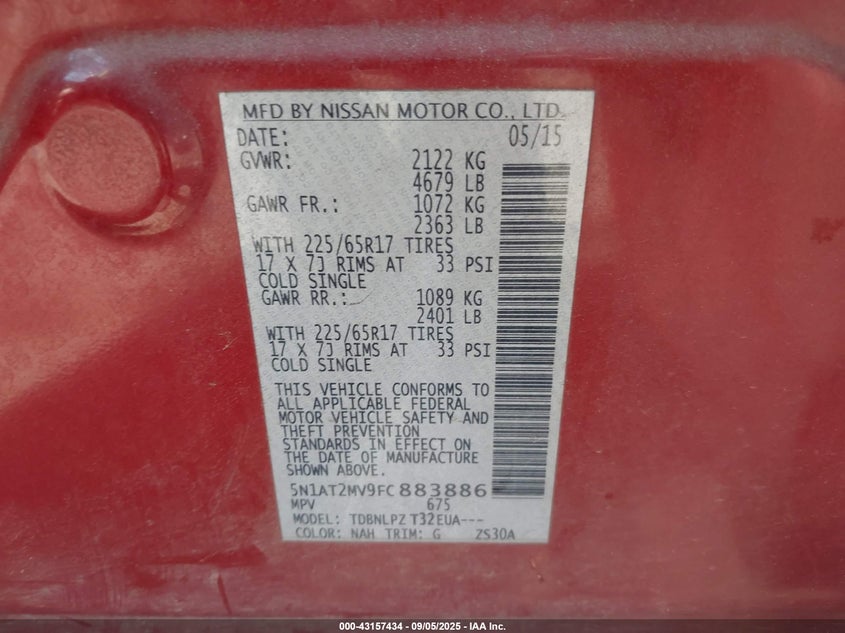 MFD BY NISSAN MOTOR CO., LTD.
DATE: 05/15
GVWR: 2122 KG
4679 LB
GAWR FR.: 1072 KG
2363 LB
WITH 225/65R17 TIRES
17 X 7J RIMS AT 33 PSI
COLD SINGLE
GAWR RR.: 1089 KG
2401 LB
WITH 225/65R17 TIRES
17 X 7J RIMS AT 33 PSI
COLD SINGLE
THIS VEHICLE CONFORMS TO
ALL APPLICABLE FEDERAL
MOTOR VEHICLE SAFETY AND
THEFT PREVENTION
STANDARDS IN EFFECT ON
THE DATE OF MANUFACTURE
SHOWN ABOVE.
5N1AT2MV9FC883886
MPV 675
MODEL: TDBNLPZ T32EUA---
COLOR: NAH TRIM: G ZS30A
000-43157434 - 09/05/2025 - IAA Inc.